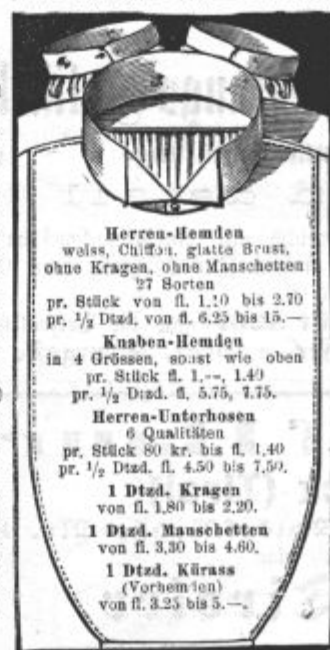 Herren-Hemden
weiss, Chiffon, glatte Brust,
ohne Kragen, ohne Manschetten
27 Sorten
pr. Stück von fl. 1.10 bis 2.70
pr. 1/2 Dtzd. von fl. 6.25 bis 15.—
Knaben-Hemden
in 4 Grössen, sonst wie oben
pr. Stück fl. 1.--, 1.40
pr. 1/2 Dtzd. fl. 5.75, 7.75.
Herren-Unterhosen
6 Qualitäten
pr. Stück 80 kr. bis fl. 1.40
pr. 1/2 Dtzd. fl. 4.50 bis 7.50.
1 Dtzd. Kragen
von fl. 1.80 bis 2.20.
1 Dtzd. Manschetten
von fl. 3.30 bis 4.60.
1 Dtzd. Kürass
(Vorhemden)
von fl. 3.25 bis 5.—.